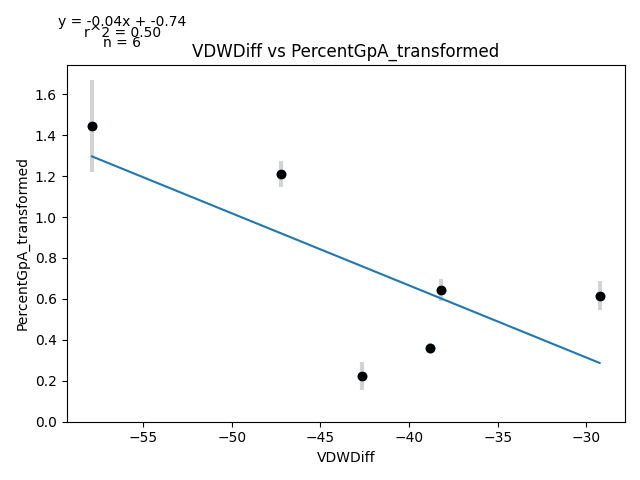 y = -0.04x + -0.74
r^2 = 0.50
n = 6
VDWDiff vs PercentGpA_transformed
PercentGpA_transformed
1.6
1.4
1.2
1.0
0.8
0.6
0.4
0.2
0.0
−55 −50 −45 −40 −35 −30
VDWDiff